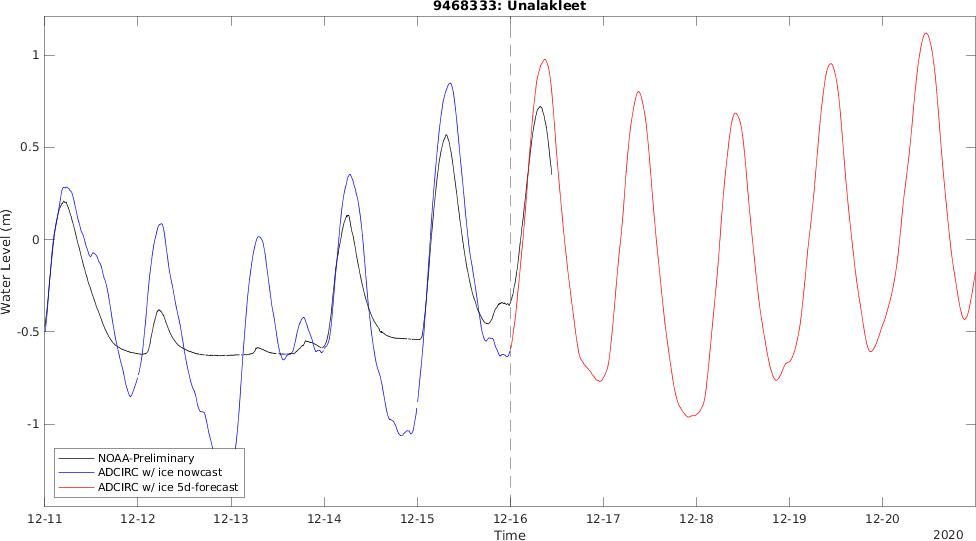 9468333: Unalakleet
Water Level (m)
1
0.5
0
-0.5
-1
NOAA-Preliminary
ADCIRC w/ ice nowcast
ADCIRC w/ ice 5d-forecast
12-11 12-12 12-13 12-14 12-15 12-16 12-17 12-18 12-19 12-20
Time
2020